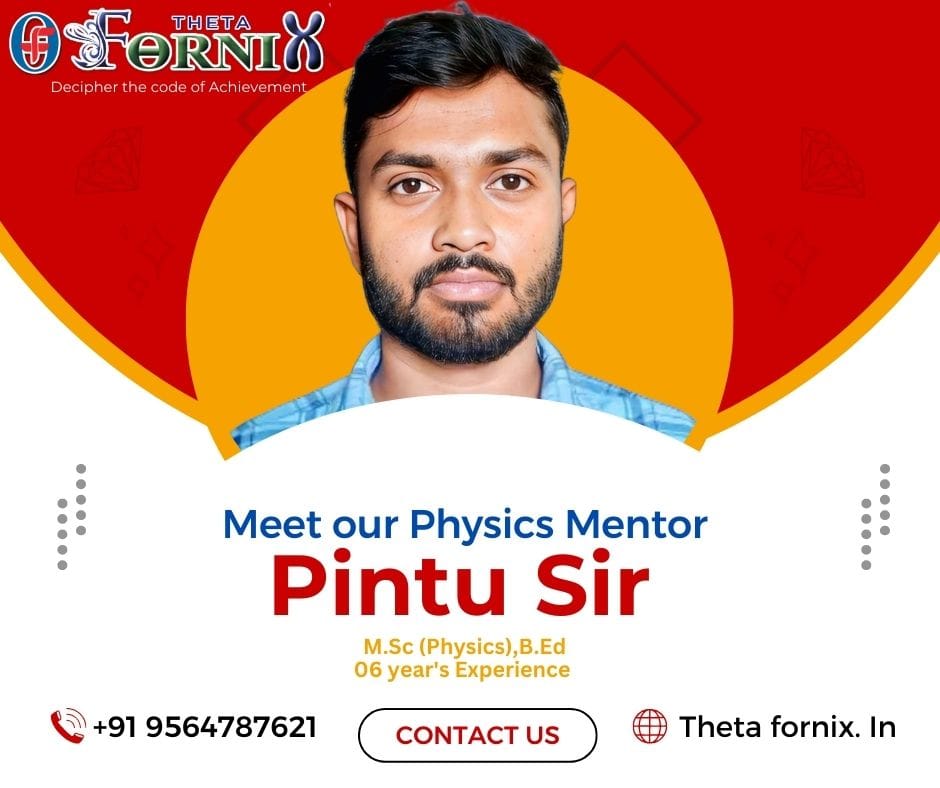 THETA
FORNIX
Decipher the code of Achievement
Meet our Physics Mentor
Pintu Sir
M.Sc (Physics),B.Ed
06 year's Experience
+91 9564787621
CONTACT US
Theta fornix. In